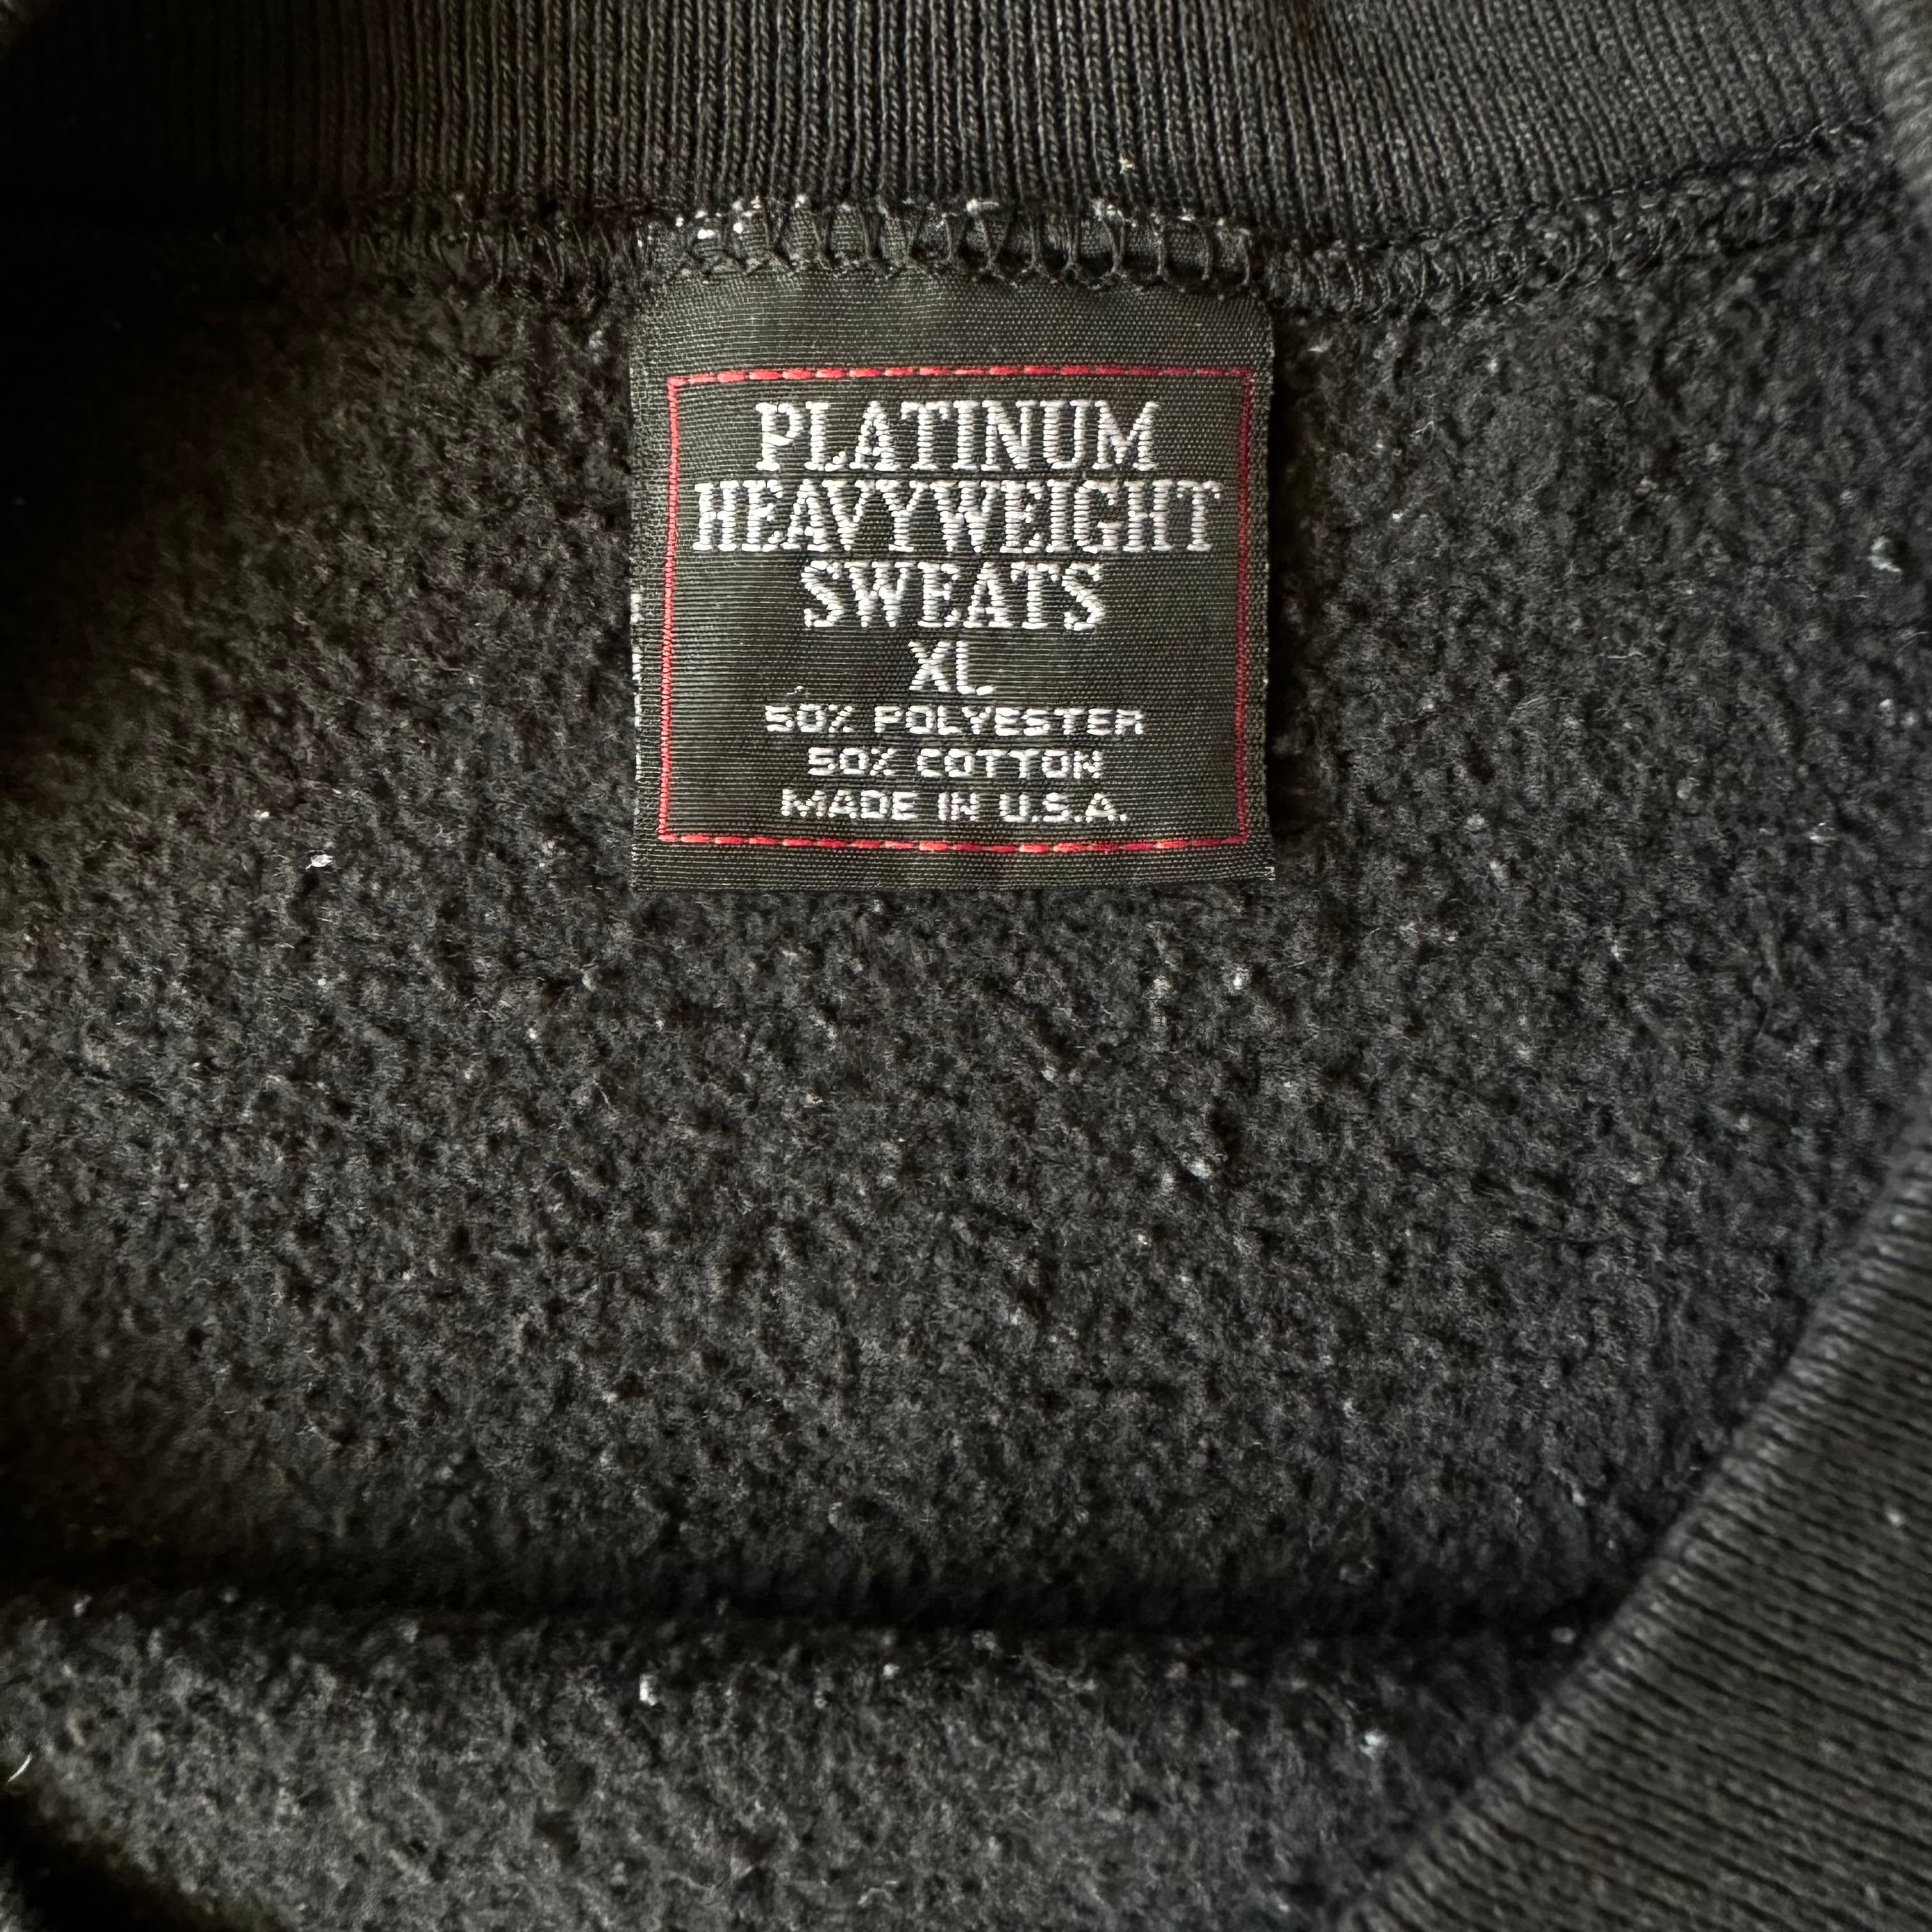 PLATINUM
HEAVYWEIGHT
SWEATS
XL
50% POLYESTER
50% COTTON
MADE IN U.S.A.